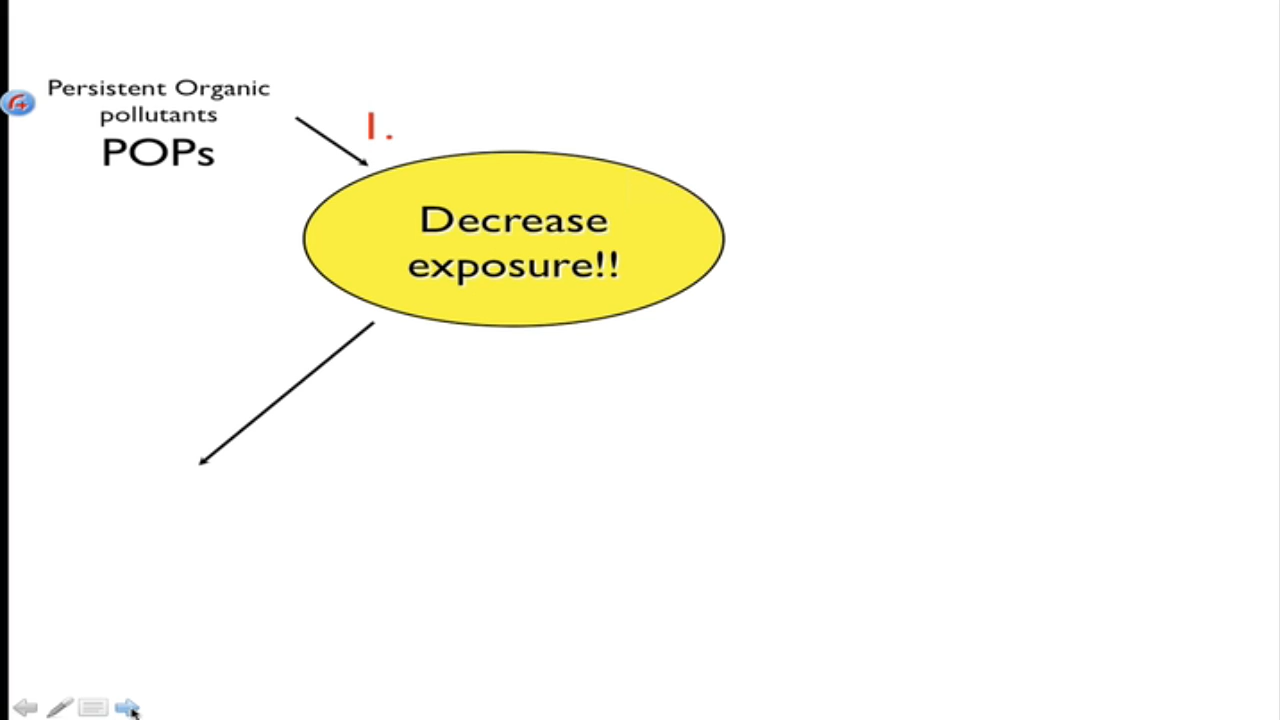 Persistent Organic
pollutants
POPs
1.
Decrease
exposure!!